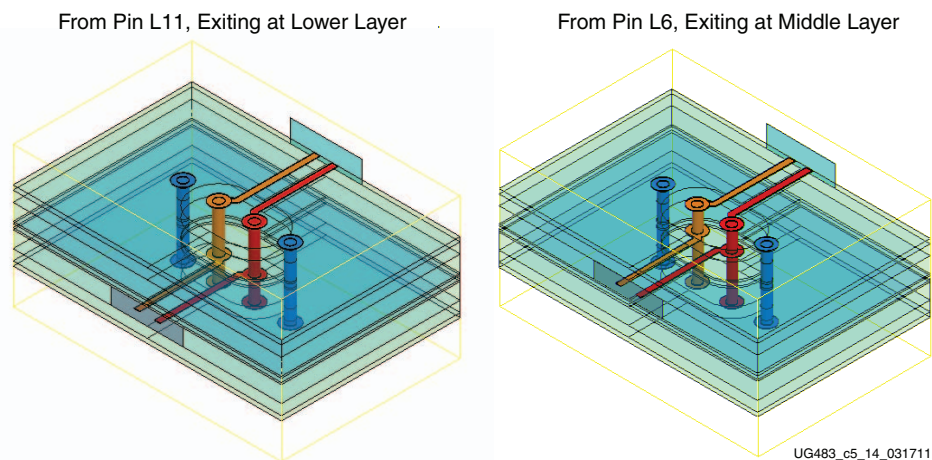 From Pin L11, Exiting at Lower Layer
From Pin L6, Exiting at Middle Layer
UG483_c5_14_031711